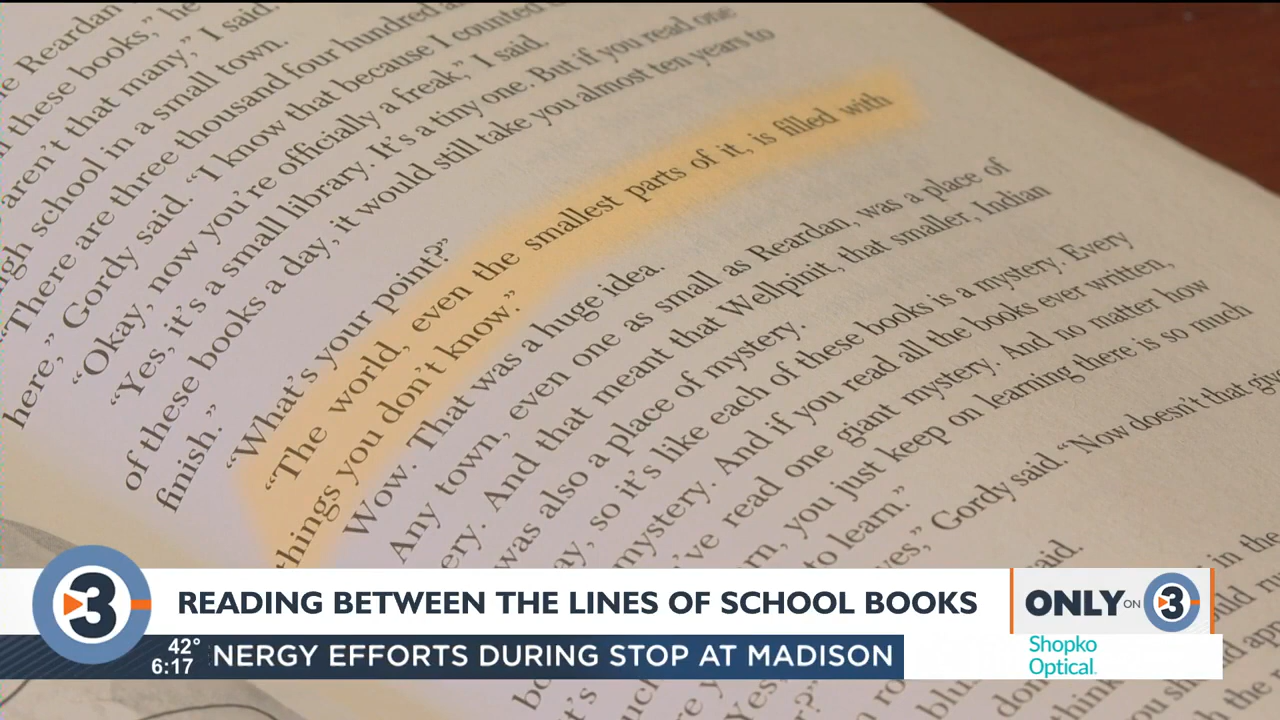 e Reardan
these books," he
aren't that many," I said.
igh school in a small town.
"There are three thousand four hundred a
here," Gordy said. "I know that because I counted
"Okay, now you're officially a freak," I said.
"Yes, it's a small library. It's a tiny one. But if you read one
of these books a day, it would still take you almost ten years to
finish."
"What's your point?"
"The world, even the smallest parts of it, is filled with
things you don't know."
Wow. That was a huge idea.
Any town, even one as small as Reardan, was a place of
ery. And that meant that Wellpinit, that smaller, Indian
was also a place of mystery.
ay, so it's like each of these books is a mystery. Every
mystery. And if you read all the books ever written,
've read one giant mystery. And no matter how
rn, you just keep on learning there is so much
to learn."
ves," Gordy said. "Now doesn't that give
said.
in the
3
READING BETWEEN THE LINES OF SCHOOL BOOKS
ONLY ON 3
42°
6:17
NERGY EFFORTS DURING STOP AT MADISON
Shopko
Optical.